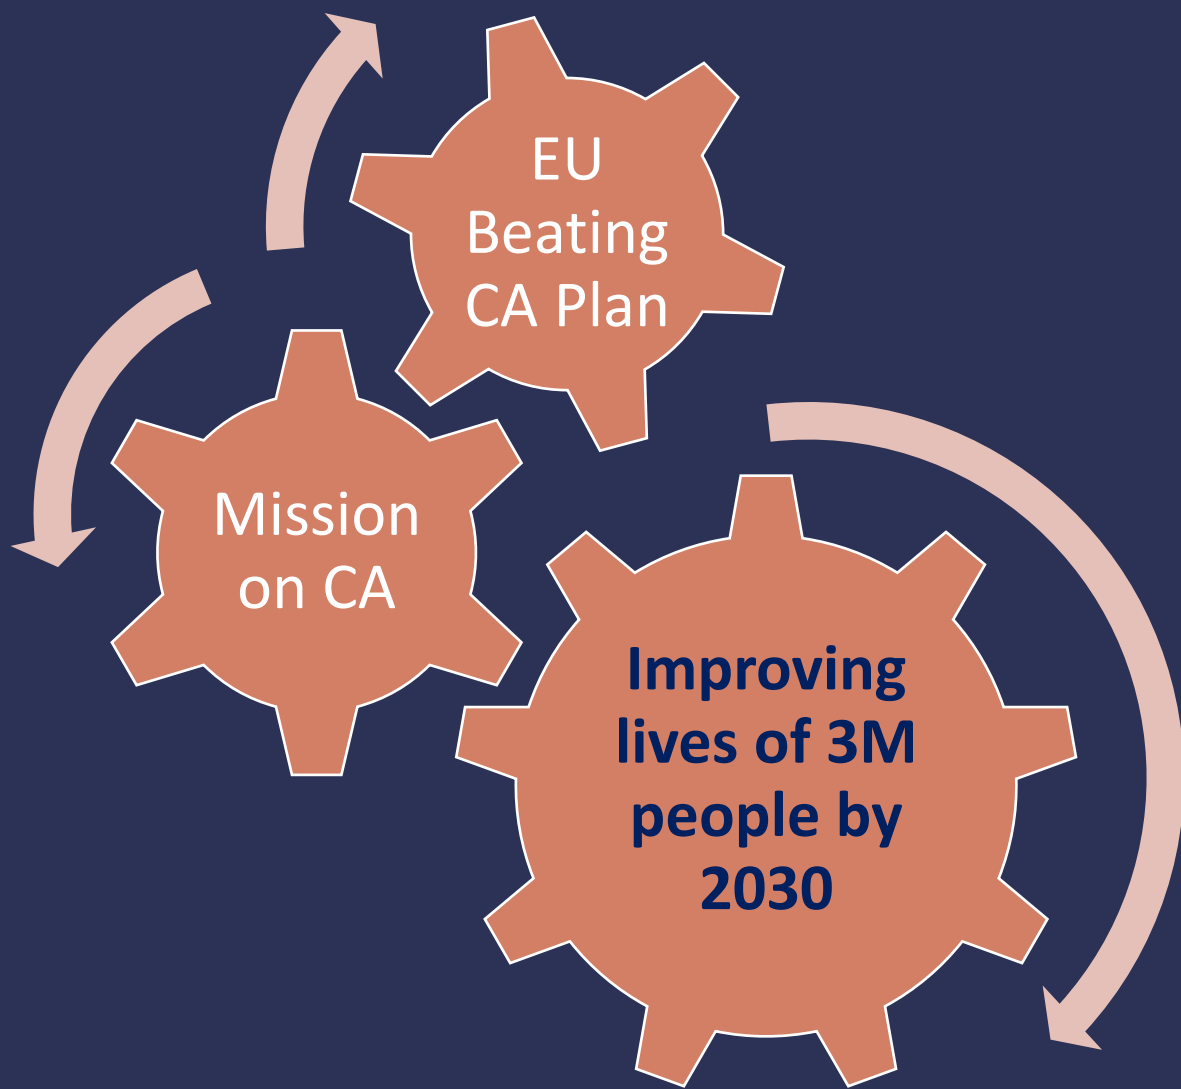 EU
Beating
CA Plan
Mission
on CA
Improving
lives of 3M
people by
2030